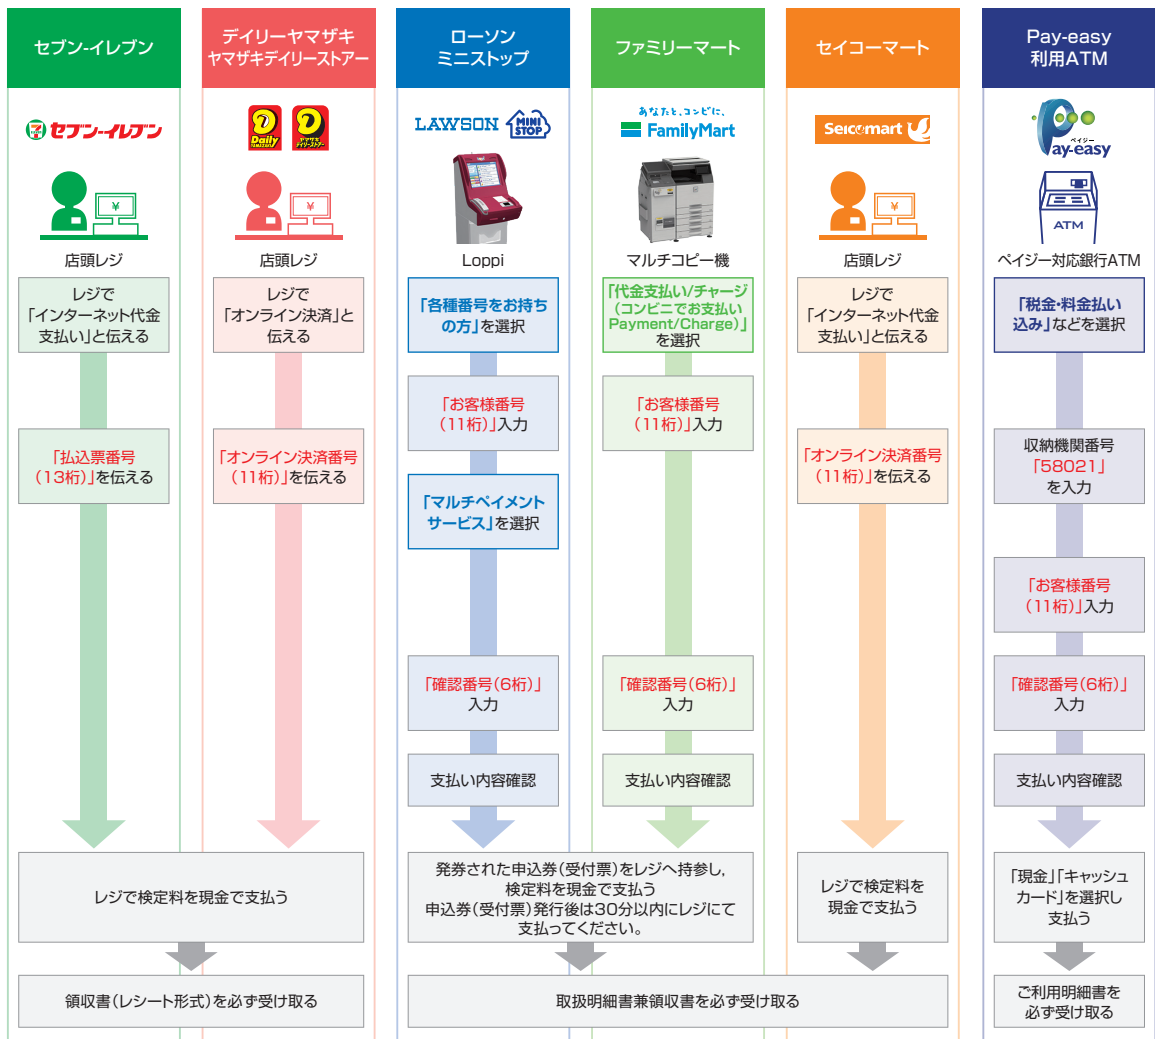 セブン-イレブン
デイリーヤマザキ
ヤマザキデイリーストアー
ローソン
ミニストップ
ファミリーマート
セイコーマート
Pay-easy
利用ATM
セブン-イレブン
Daily
YAMAZAKI
ヤマザキ
デイリーストアー
LAWSON
MINI
STOP
あなたと、コンビに、
FamilyMart
Seicomart
ペイジー
Pay-easy
¥
¥
¥
ATM
店頭レジ
店頭レジ
Loppi
マルチコピー機
店頭レジ
ペイジー対応銀行ATM
レジで
「インターネット代金
支払い」と伝える
「払込票番号
(13桁)」を伝える
レジで
「オンライン決済」と
伝える
「オンライン決済番号
(11桁)」を伝える
「各種番号をお持ち
の方」を選択
「お客様番号
(11桁)」入力
「マルチペイメント
サービス」を選択
「確認番号(6桁)」
入力
支払い内容確認
「代金支払い/チャージ
(コンビニでお支払い
Payment/Charge)」
を選択
「お客様番号
(11桁)」入力
「確認番号(6桁)」
入力
支払い内容確認
レジで
「インターネット代金
支払い」と伝える
「オンライン決済番号
(11桁)」を伝える
「税金・料金払い
込み」などを選択
収納機関番号
「58021」
を入力
「お客様番号
(11桁)」入力
「確認番号(6桁)」
入力
支払い内容確認
レジで検定料を現金で支払う
発券された申込券(受付票)をレジへ持参し,
検定料を現金で支払う
申込券(受付票)発行後は30分以内にレジにて
支払ってください。
レジで検定料を
現金で支払う
「現金」「キャッシュ
カード」を選択し
支払う
領収書(レシート形式)を必ず受け取る
取扱明細書兼領収書を必ず受け取る
ご利用明細書を
必ず受け取る